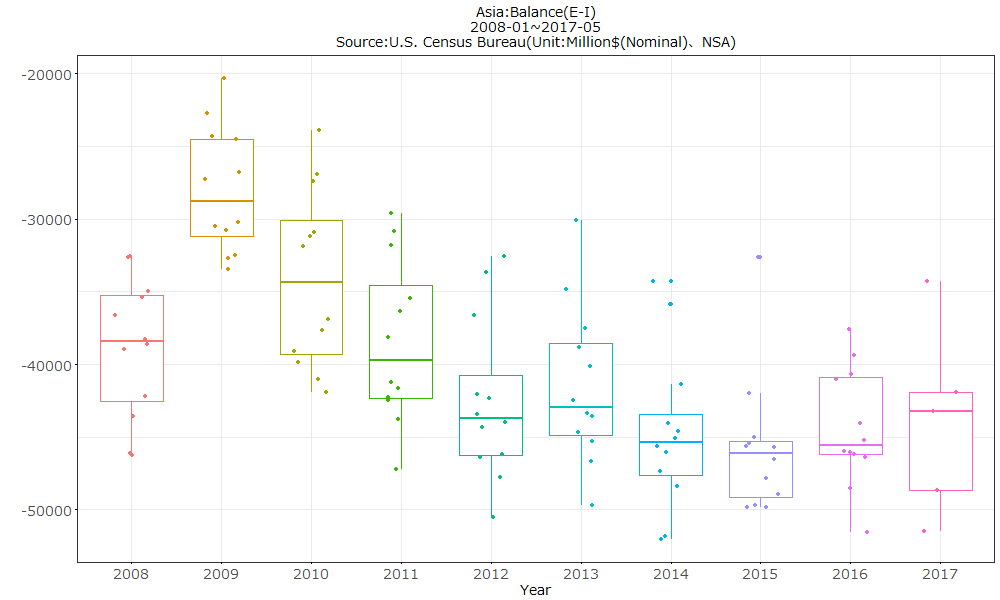 Asia:Balance(E-I)
2008-01~2017-05
Source:U.S. Census Bureau(Unit:Million$(Nominal)、NSA)
-20000
-30000
-40000
-50000
2008 2009 2010 2011 2012 2013 2014 2015 2016 2017
Year